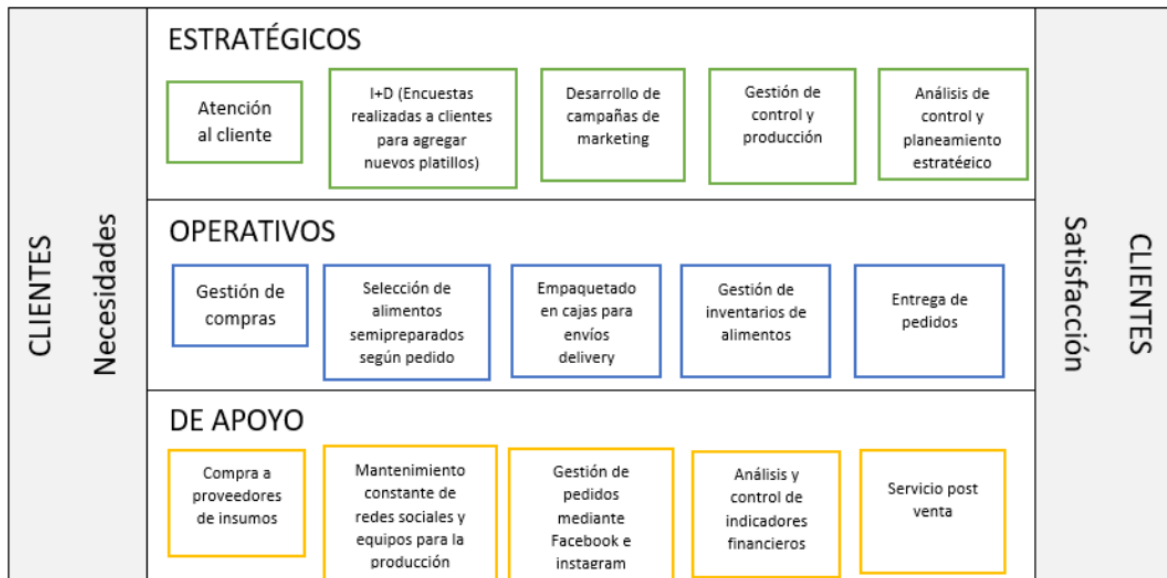 CLIENTES
Necesidades
ESTRATÉGICOS
Atención
al cliente
I+D (Encuestas
realizadas a clientes
para agregar
nuevos platillos)
Desarrollo de
campañas de
marketing
Gestión de
control y
producción
Análisis de
control y
planeamiento
estratégico
OPERATIVOS
Gestión de
compras
Selección de
alimentos
semipreparados
según pedido
Empaquetado
en cajas para
envíos
delivery
Gestión de
inventarios de
alimentos
Entrega de
pedidos
DE APOYO
Compra a
proveedores
de insumos
Mantenimiento
constante de
redes sociales y
equipos para la
producción
Gestión de
pedidos
mediante
Facebook e
instagram
Análisis y
control de
indicadores
financieros
Servicio post
venta
Satisfacción
CLIENTES